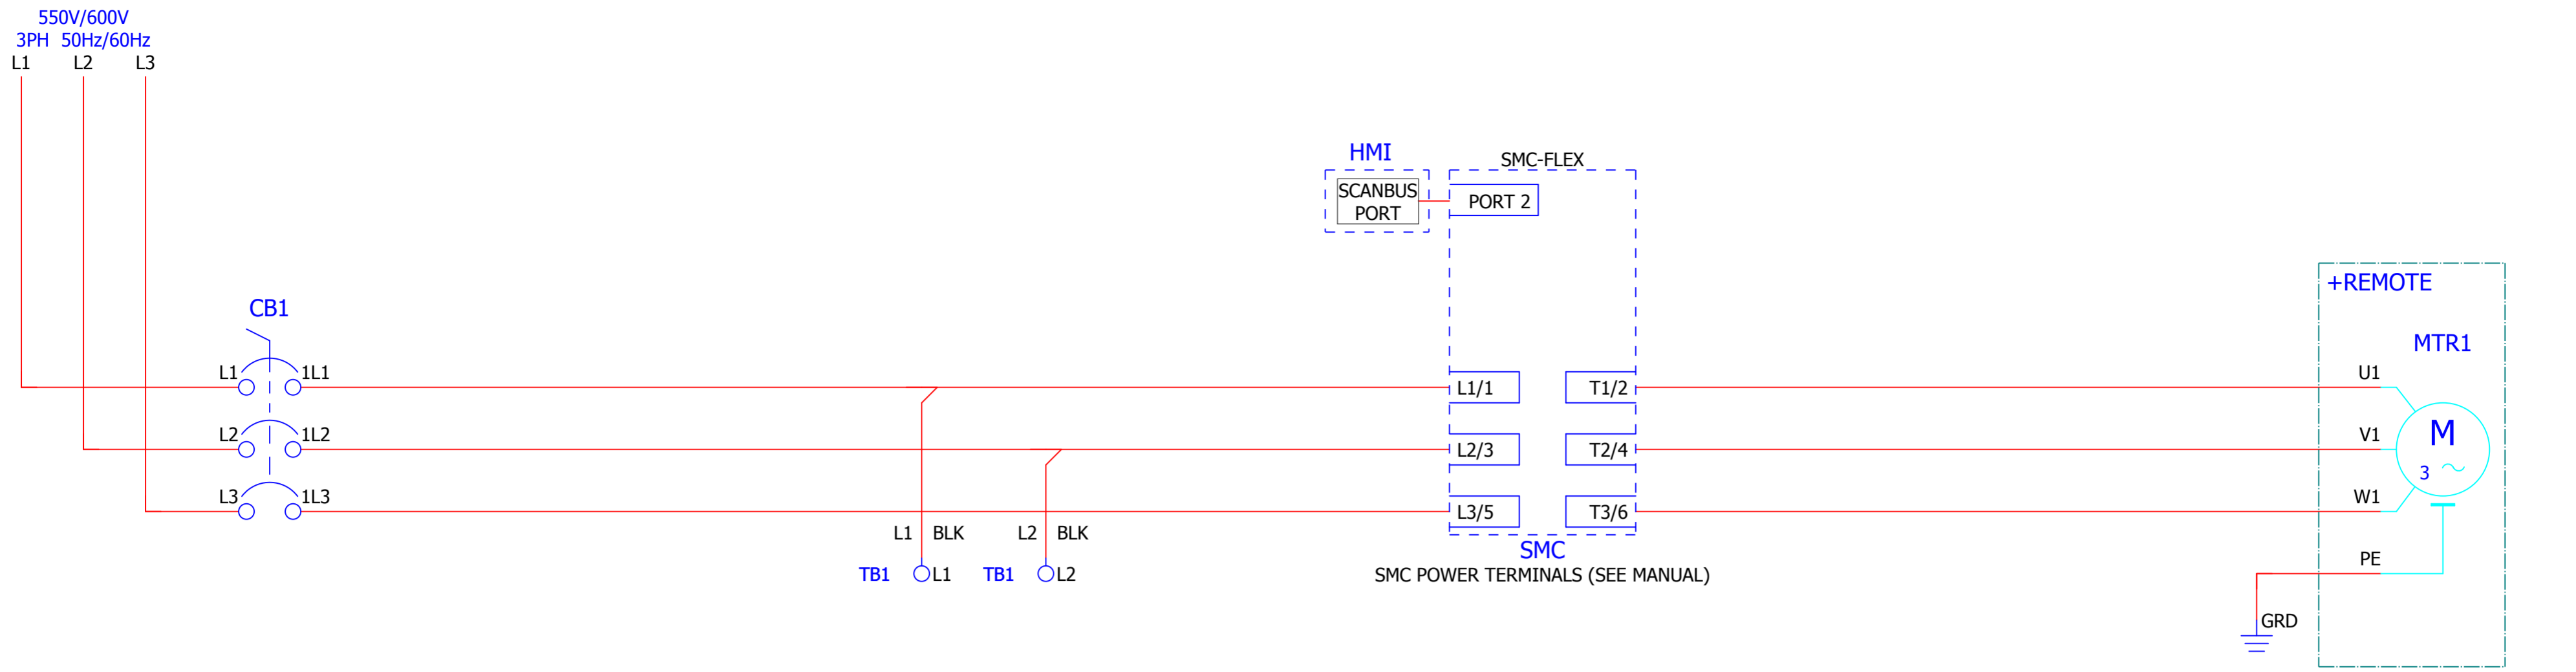 550V/600V
3PH 50Hz/60Hz
L1 L2 L3
HMI
SCANBUS
PORT
SMC-FLEX
PORT 2
+REMOTE
MTR1
CB1
L1 1L1
L1/1 T1/2
U1
L2 1L2
L2/3 T2/4
V1
M
3
L3 1L3
L3/5 T3/6
W1
L1 BLK
L2 BLK
TB1 L1
TB1 L2
SMC
SMC POWER TERMINALS (SEE MANUAL)
PE
GRD